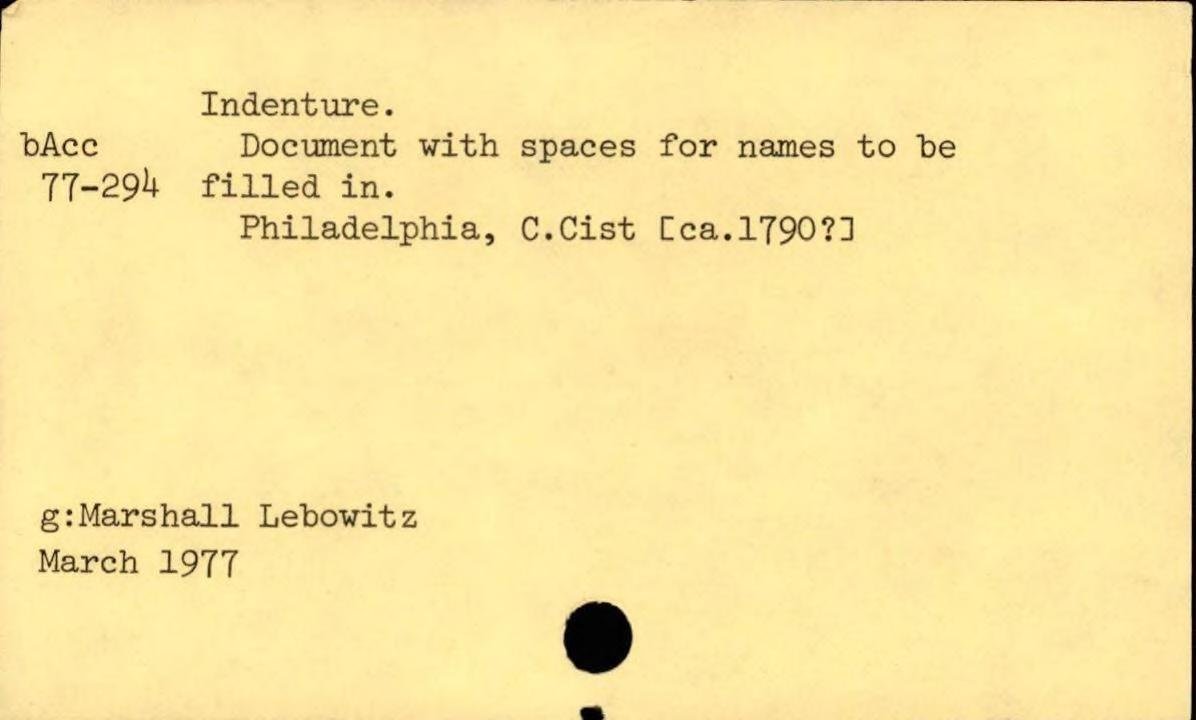 Indenture.
bAcc Document with spaces for names to be
77-294 filled in.
Philadelphia, C.Cist [ca.1790?]
g:Marshall Lebowitz
March 1977